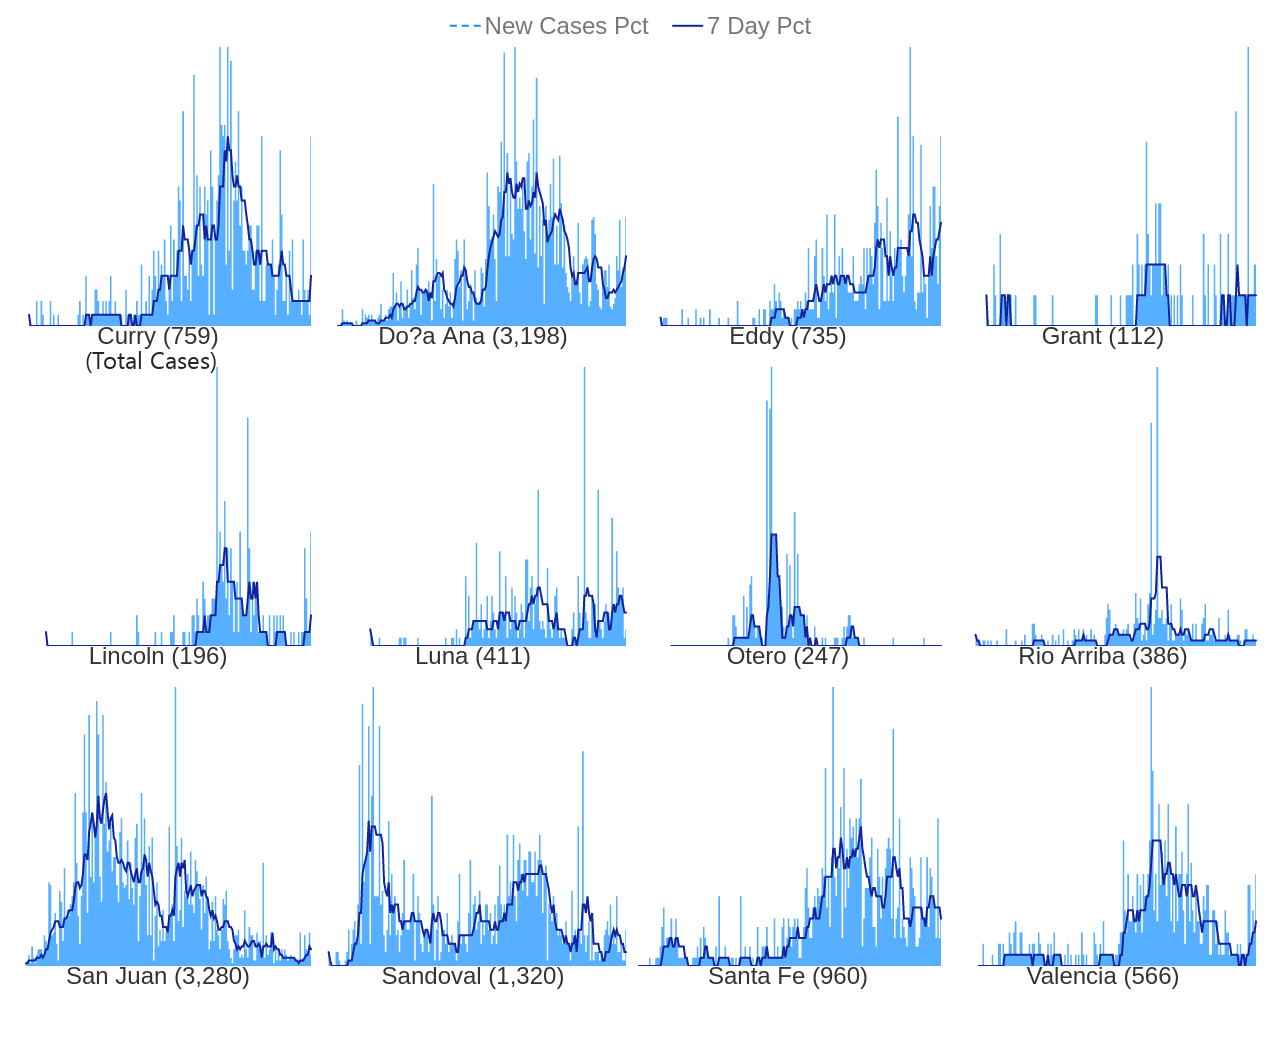 New Cases Pct 7 Day Pct
Curry (759) Do?a Ana (3,198) Eddy (735) Grant (112)
(Total Cases)
Lincoln (196) Luna (411) Otero (247) Rio Arriba (386)
San Juan (3,280) Sandoval (1,320) Santa Fe (960) Valencia (566)